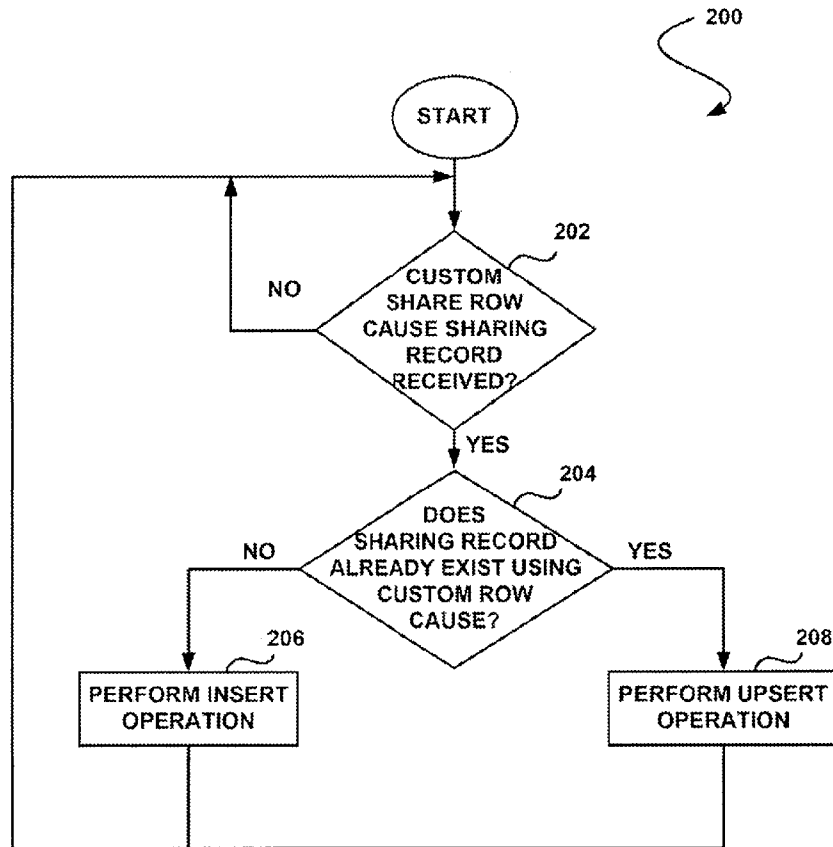 200
START
202
CUSTOM
SHARE ROW
CAUSE SHARING
RECORD
RECEIVED?
NO
YES
204
DOES
SHARING RECORD
ALREADY EXIST USING
CUSTOM ROW
CAUSE?
NO
YES
206
PERFORM INSERT
OPERATION
208
PERFORM UPSERT
OPERATION